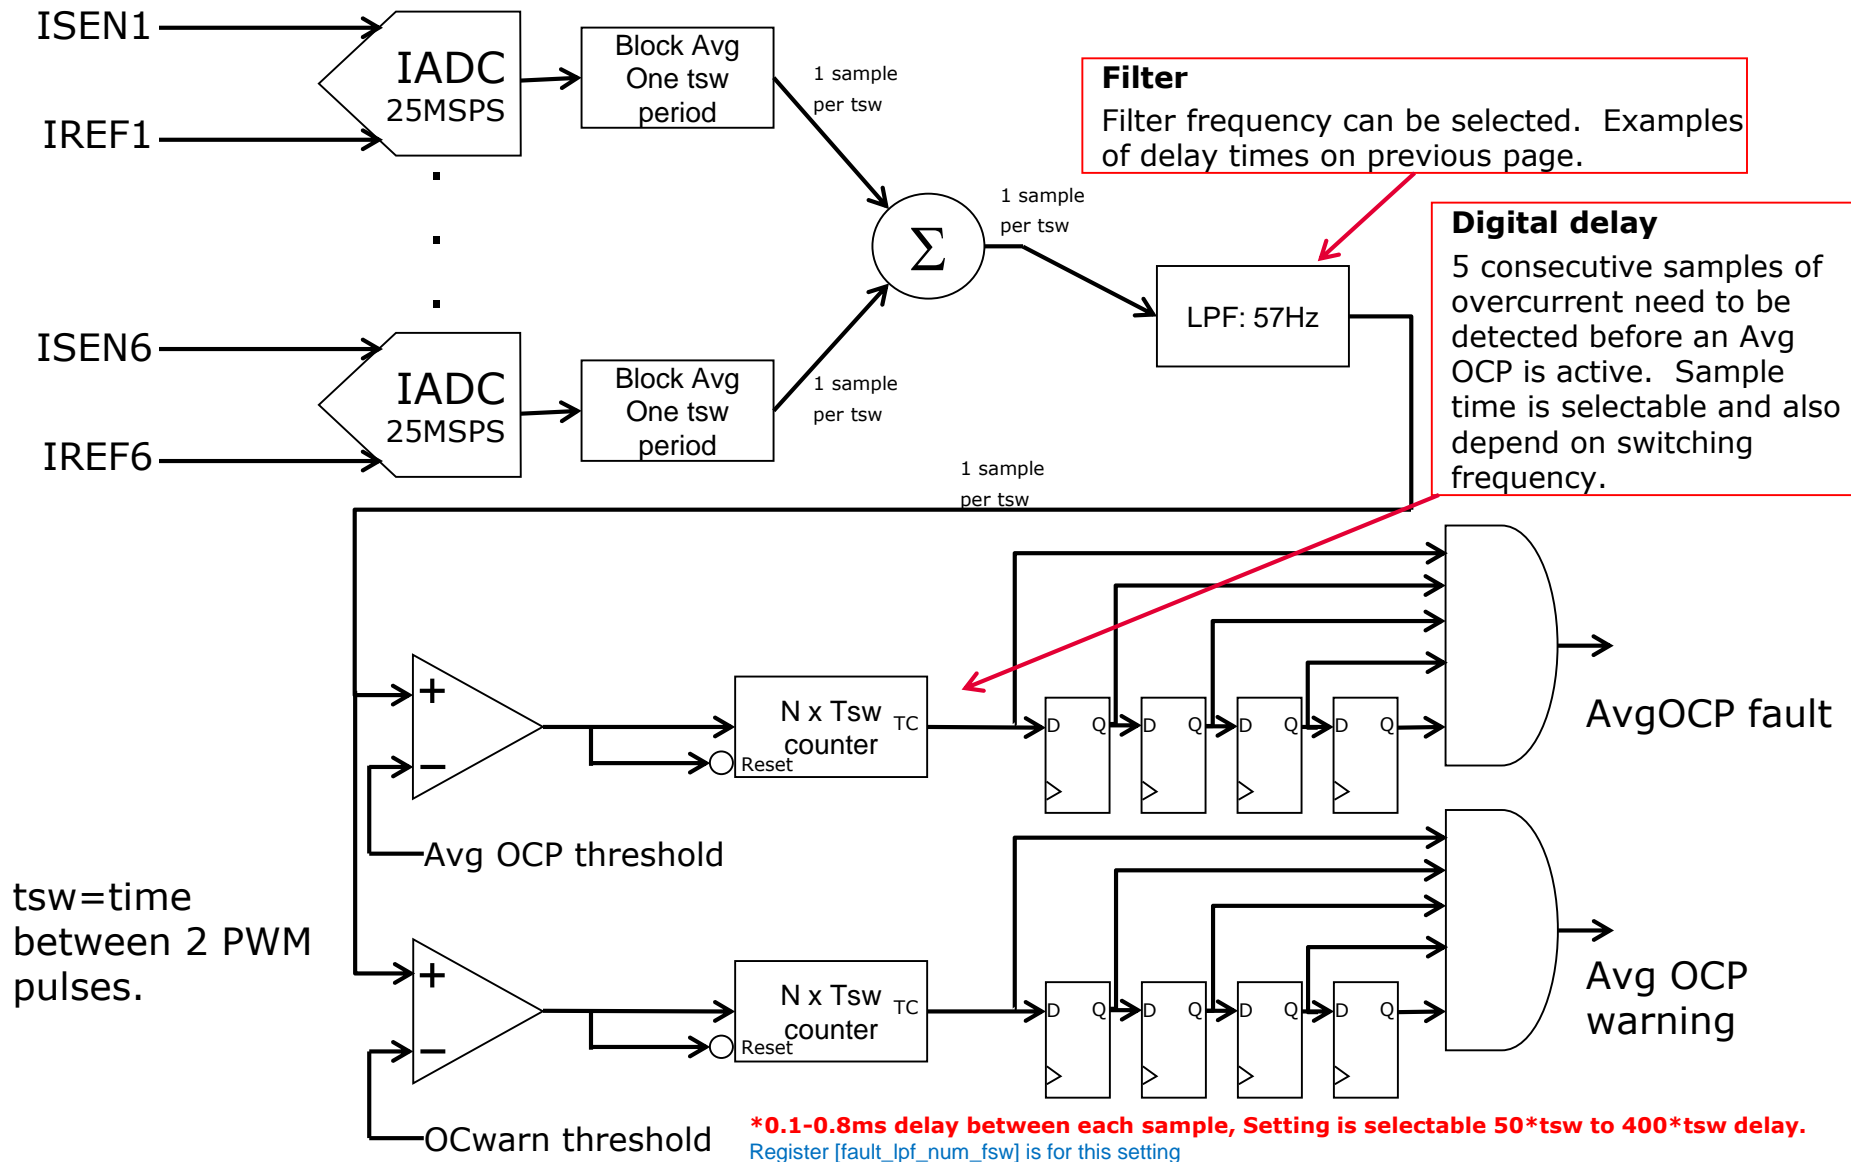 ISEN1
IREF1
IADC
25MSPS
Block Avg
One tsw
period
1 sample
per tsw
Filter
Filter frequency can be selected.  Examples
of delay times on previous page.
1 sample
per tsw
Σ
LPF: 57Hz
Digital delay
5 consecutive samples of
overcurrent need to be
detected before an Avg
OCP is active.  Sample
time is selectable and also
depend on switching
frequency.
ISEN6
IREF6
IADC
25MSPS
Block Avg
One tsw
period
1 sample
per tsw
1 sample
per tsw
+
−
N x Tsw
counter
TC
Reset
D Q
D Q
D Q
D Q
AvgOCP fault
Avg OCP threshold
tsw=time
between 2 PWM
pulses.
+
−
N x Tsw
counter
TC
Reset
D Q
D Q
D Q
D Q
Avg OCP
warning
OCwarn threshold
*0.1-0.8ms delay between each sample, Setting is selectable 50*tsw to 400*tsw delay.
Register [fault_lpf_num_fsw] is for this setting